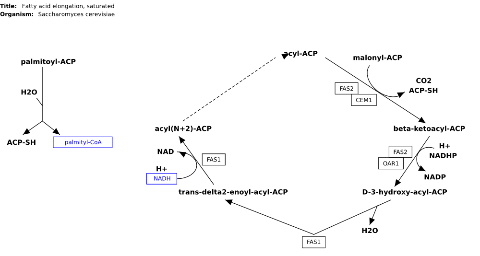 Title: Fatty acid elongation, saturated
Organism: Saccharomyces cerevisiae
acyl-ACP
malonyl-ACP
palmitoyl-ACP
CO2
ACP-SH
FAS2
CEM1
H2O
acyl(N+2)-ACP
beta-ketoacyl-ACP
ACP-SH
palmityl-CoA
NAD
FAS1
FAS2
OAR1
H+
NADHP
H+
NADH
NADP
trans-delta2-enoyl-acyl-ACP
D-3-hydroxy-acyl-ACP
H2O
FAS1